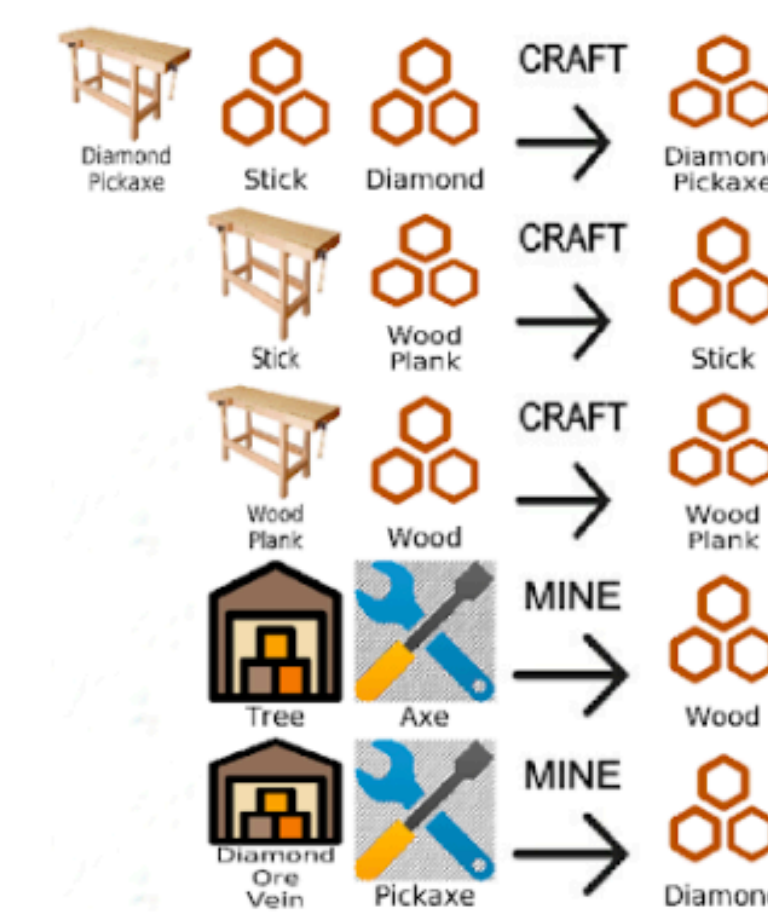 CRAFT
Diamond
Pickaxe
Stick
Diamond
Diamond
Pickaxe
CRAFT
Stick
Wood
Plank
Stick
CRAFT
Wood
Plank
Wood
Wood
Plank
MINE
Tree
Axe
Wood
MINE
Diamond
Ore
Vein
Pickaxe
Diamond